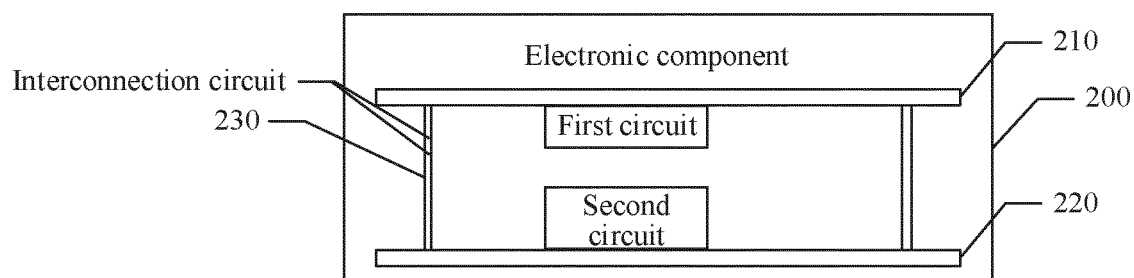 210
Electronic component
Interconnection circuit
200
230
First circuit
Second
circuit
220